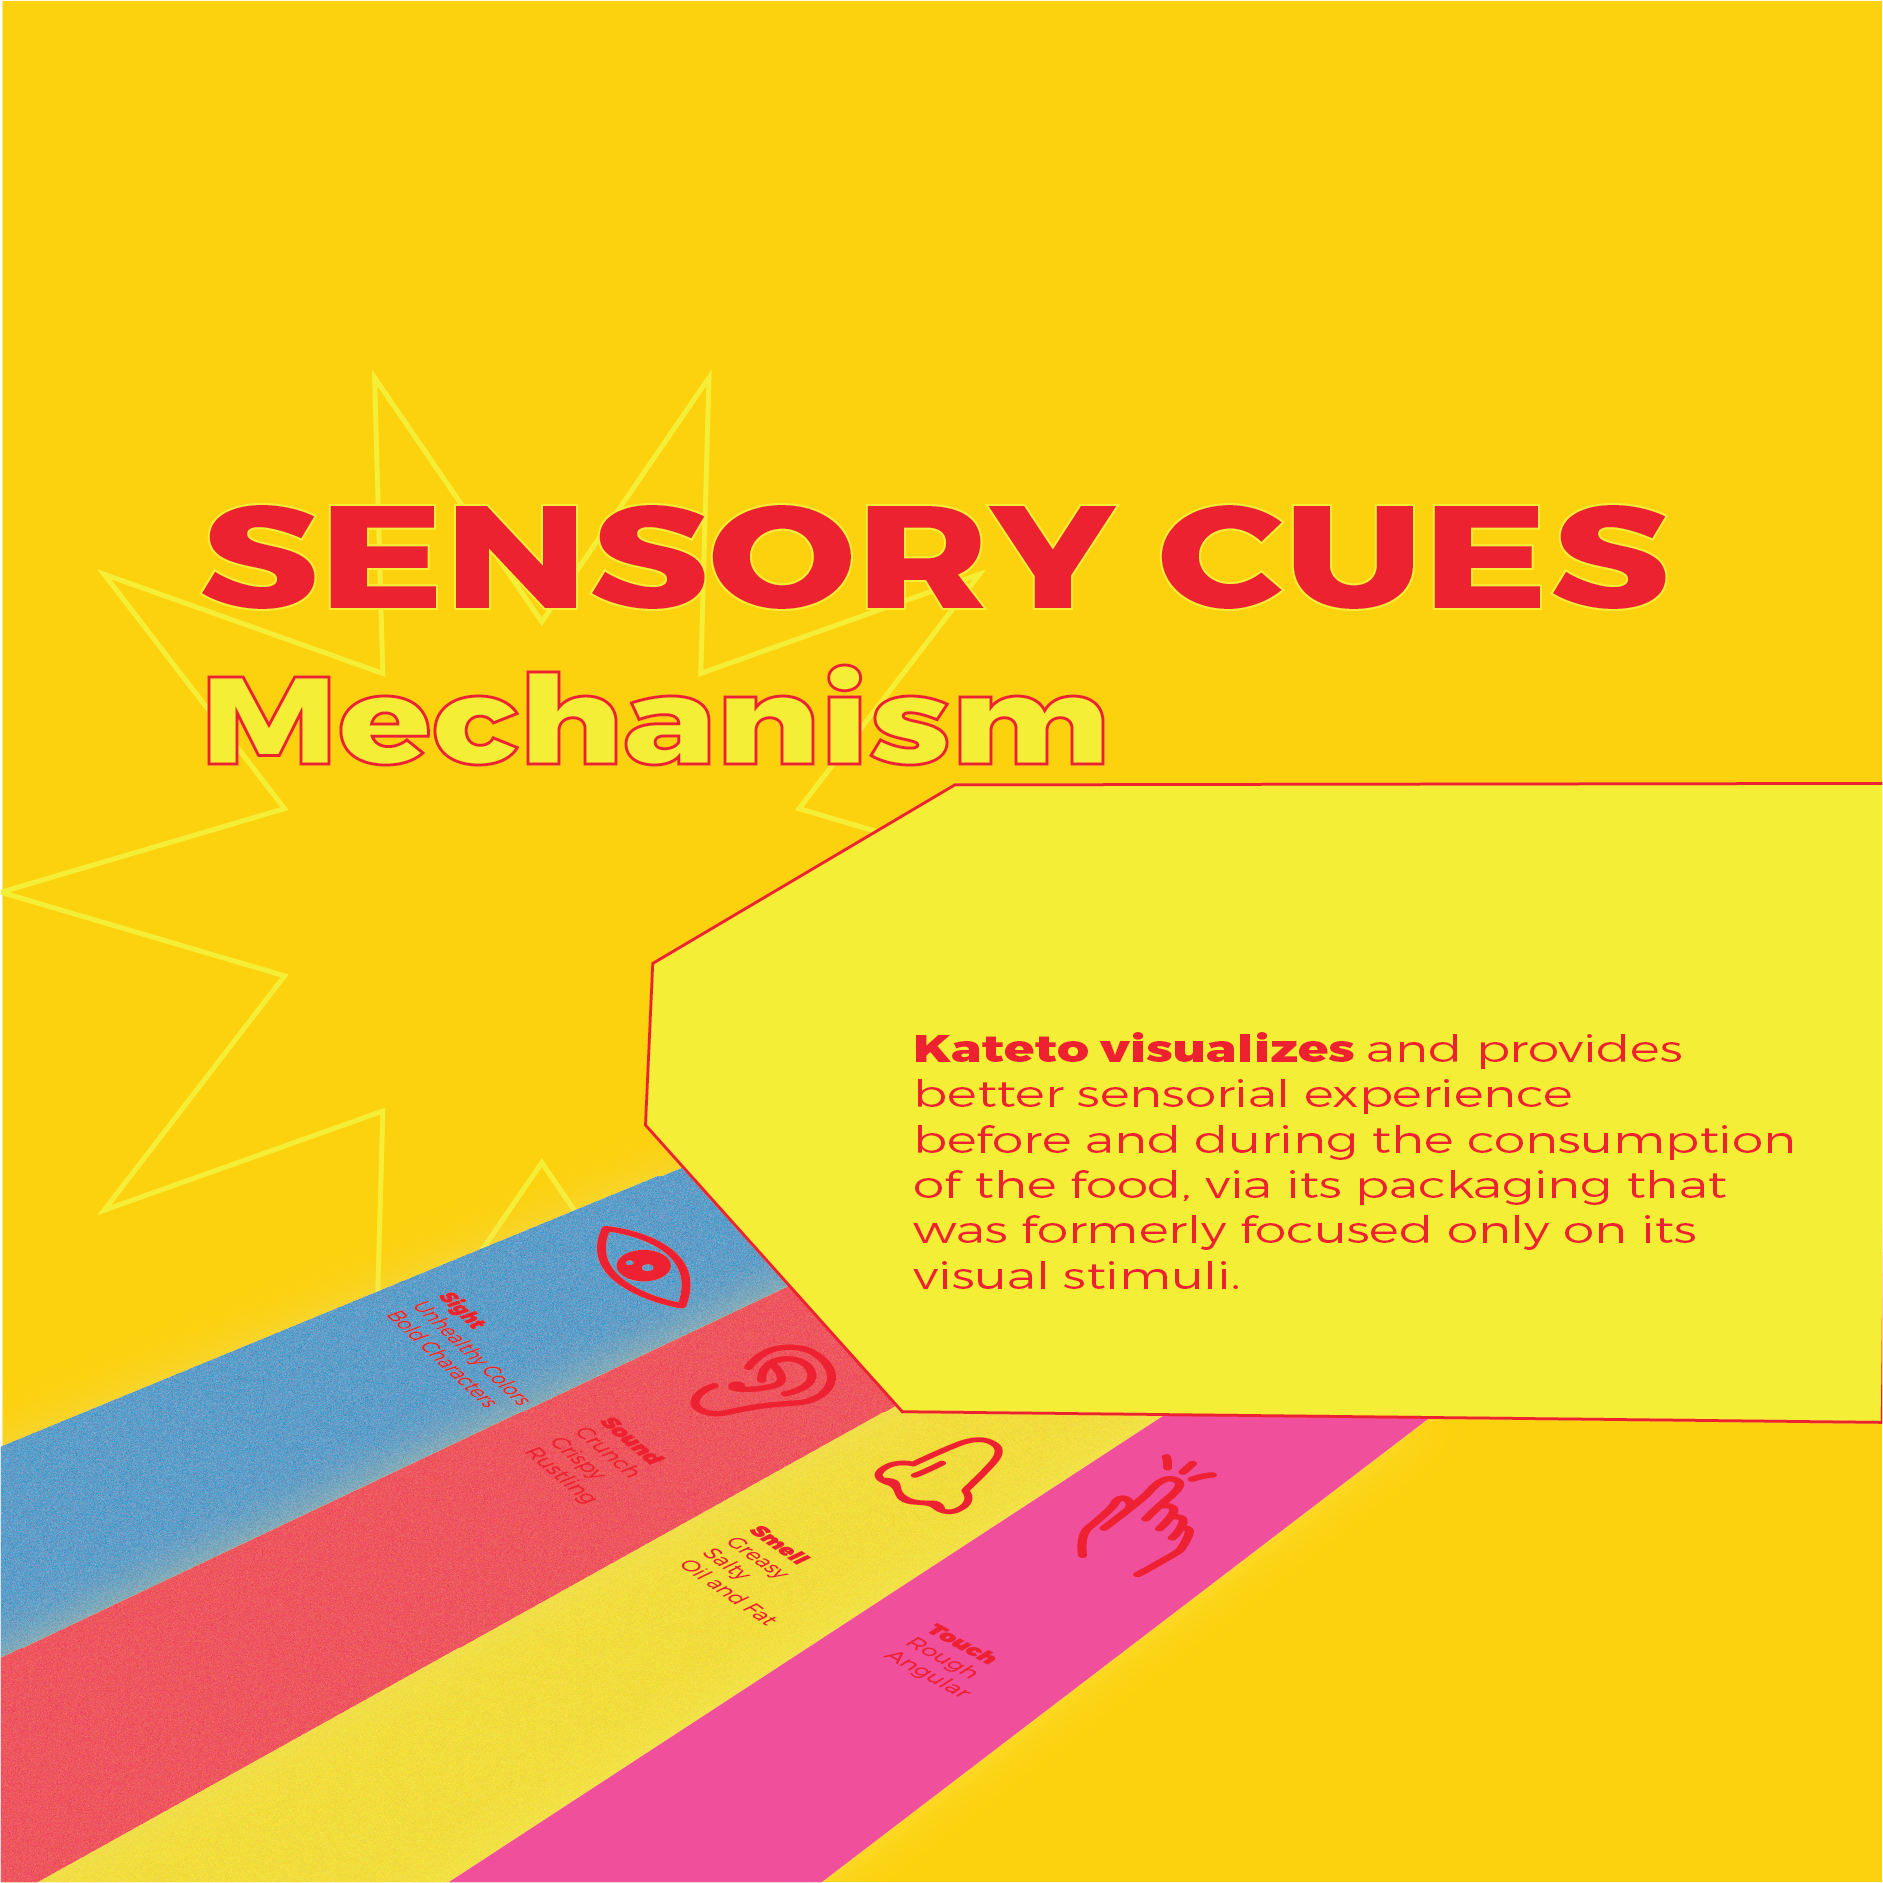 SENSORY CUES
Mechanism
Kateto visualizes and provides
better sensorial experience
before and during the consumption
of the food, via its packaging that
was formerly focused only on its
visual stimuli.
Sight
Unhealthy Colors
Bold Characters
Sound
Crunch
Crispy
Rustling
Smell
Greasy
Salty
Oil and Fat
Touch
Rough
Angular